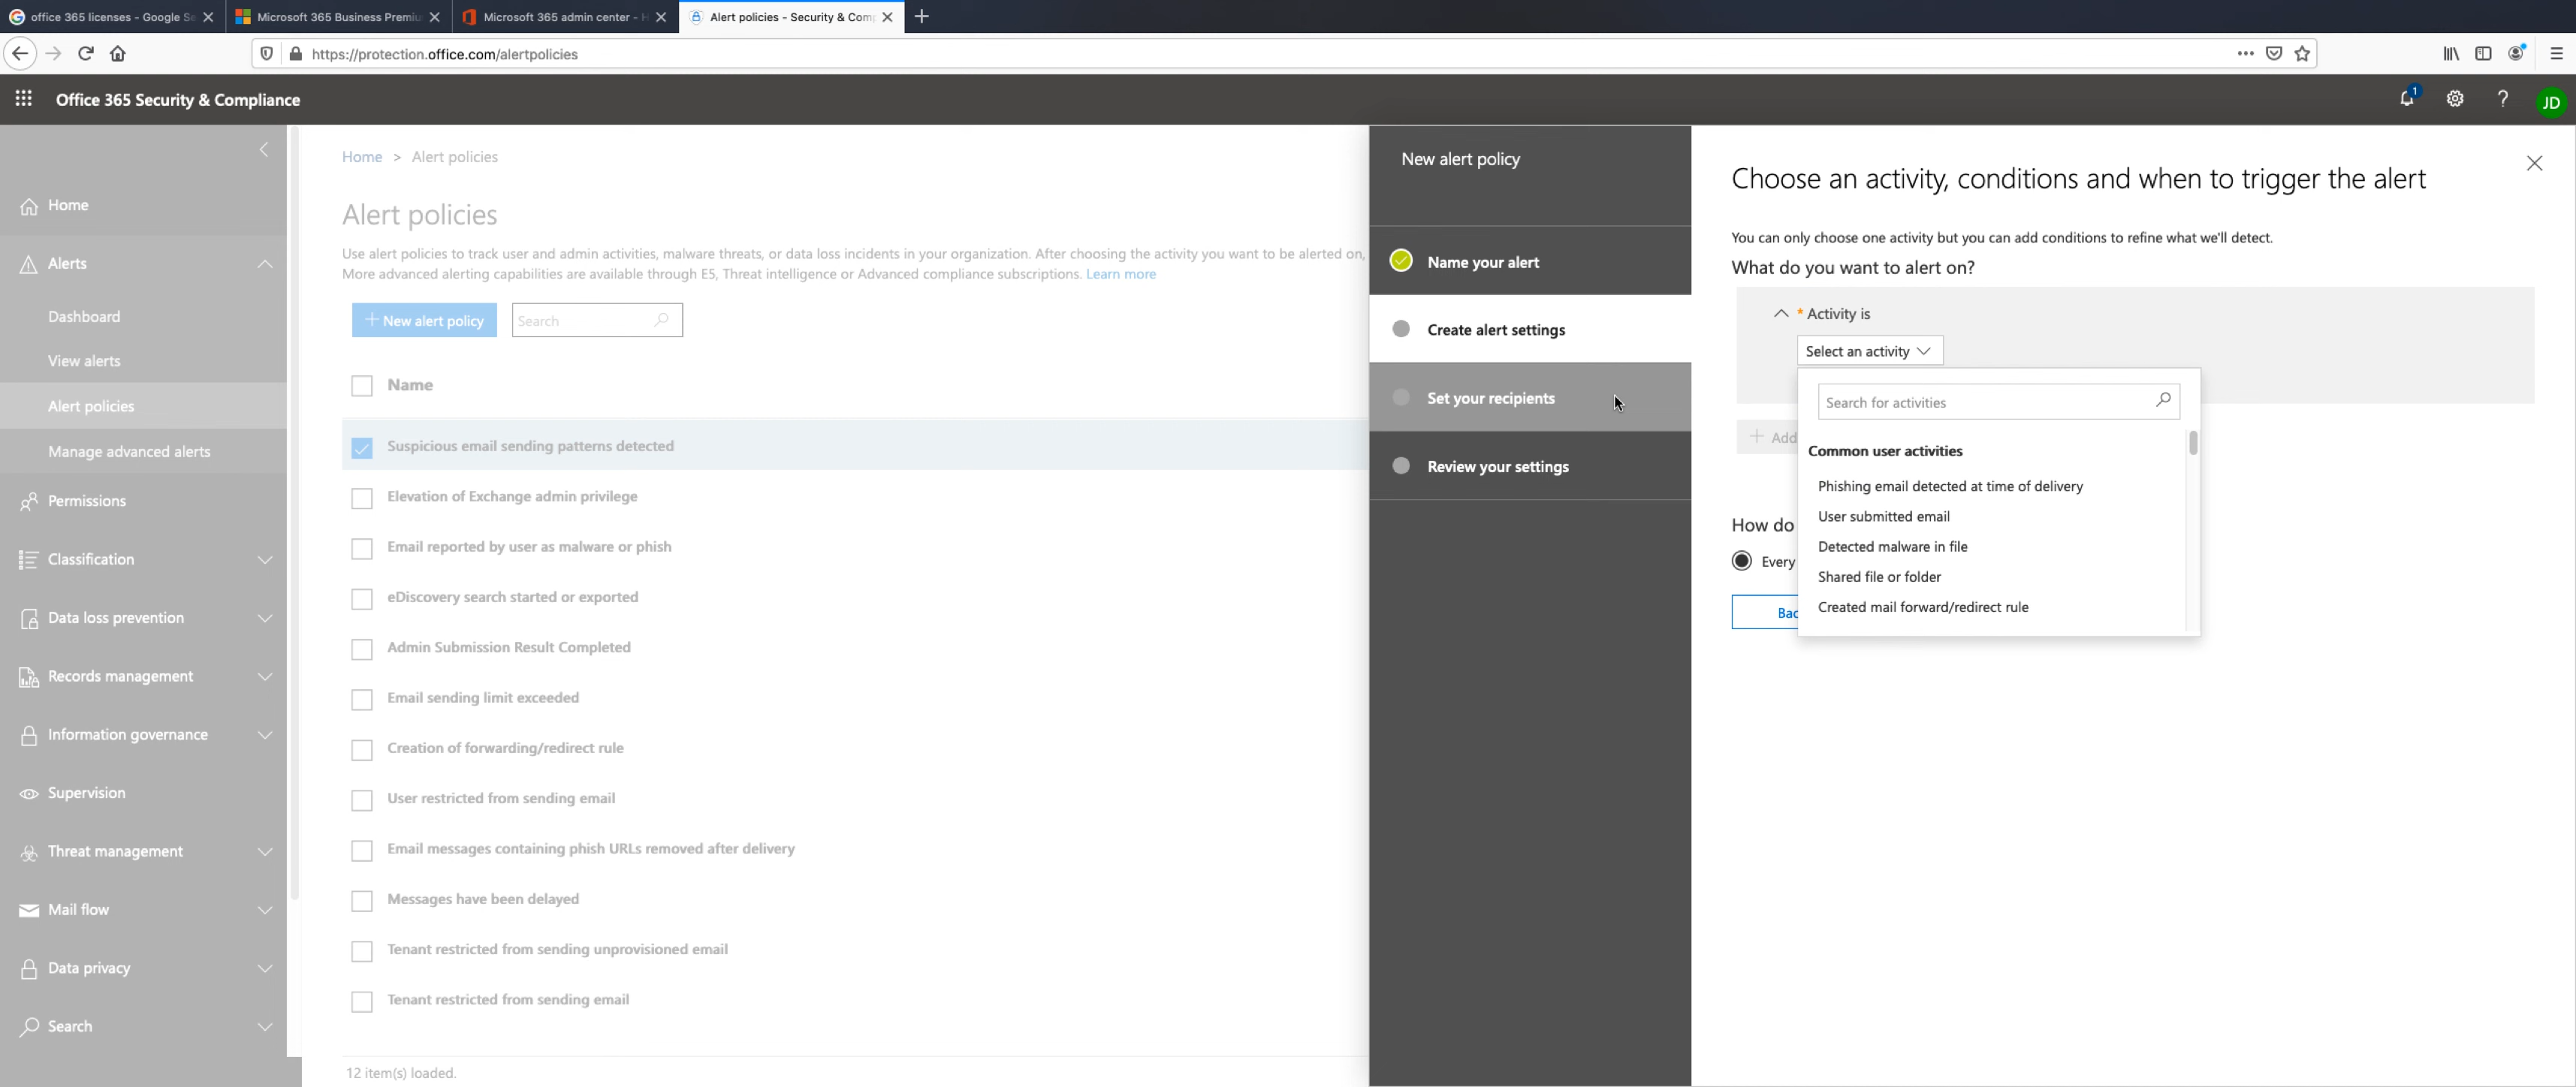 office 365 licenses - Google Se
Microsoft 365 Business Premiu
Microsoft 365 admin center - H
Alert policies - Security & Comp
https://protection.office.com/alertpolicies
Office 365 Security & Compliance
1
?
JD
Home
Alerts
Dashboard
View alerts
Alert policies
Manage advanced alerts
Permissions
Classification
Data loss prevention
Records management
Information governance
Supervision
Threat management
Mail flow
Data privacy
Search
Home > Alert policies
Alert policies
Use alert policies to track user and admin activities, malware threats, or data loss incidents in your organization. After choosing the activity you want to be alerted on,
More advanced alerting capabilities are available through E5, Threat intelligence or Advanced compliance subscriptions. Learn more
+ New alert policy
Search
Name
Suspicious email sending patterns detected
Elevation of Exchange admin privilege
Email reported by user as malware or phish
eDiscovery search started or exported
Admin Submission Result Completed
Email sending limit exceeded
Creation of forwarding/redirect rule
User restricted from sending email
Email messages containing phish URLs removed after delivery
Messages have been delayed
Tenant restricted from sending unprovisioned email
Tenant restricted from sending email
12 item(s) loaded.
New alert policy
Name your alert
Create alert settings
Set your recipients
Review your settings
Choose an activity, conditions and when to trigger the alert
You can only choose one activity but you can add conditions to refine what we'll detect.
What do you want to alert on?
* Activity is
Select an activity
Search for activities
+ Add
Common user activities
Phishing email detected at time of delivery
User submitted email
Detected malware in file
Shared file or folder
Created mail forward/redirect rule
How do
Every
Bac